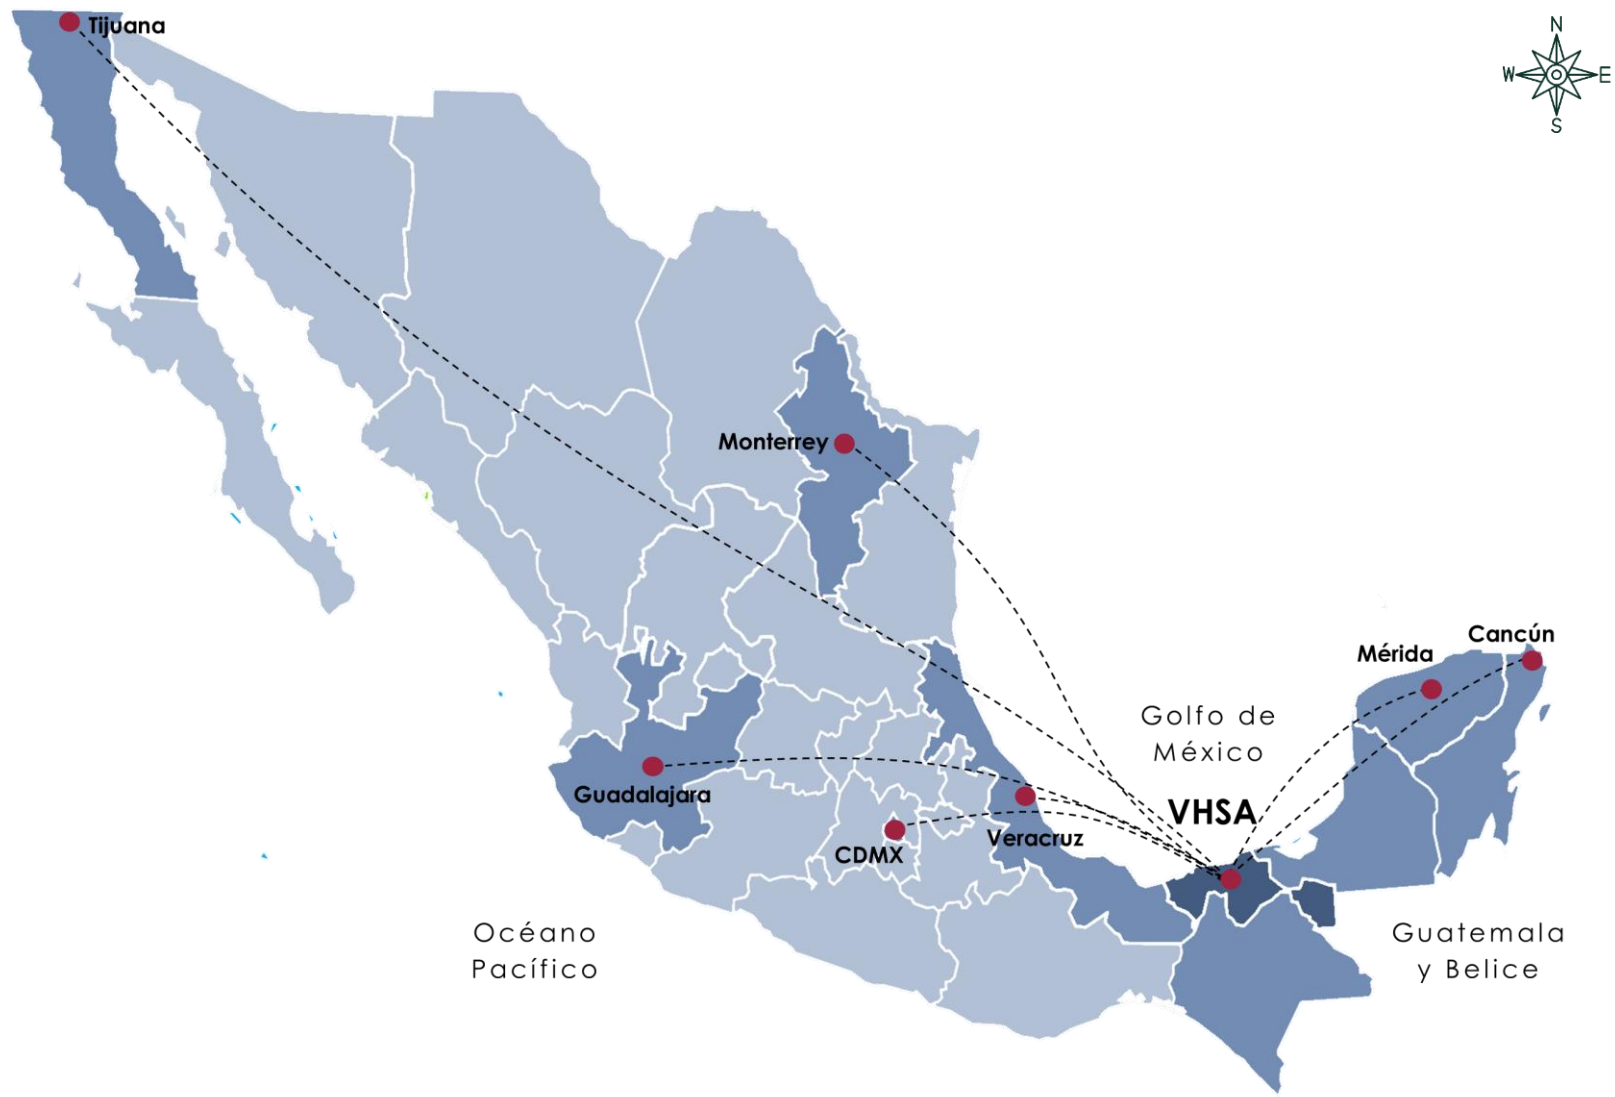 N
Tijuana
W
E
S
Monterrey
Cancún
Mérida
Golfo de
México
Guadalajara
VHSA
Veracruz
CDMX
Océano
Pacífico
Guatemala
y Belice